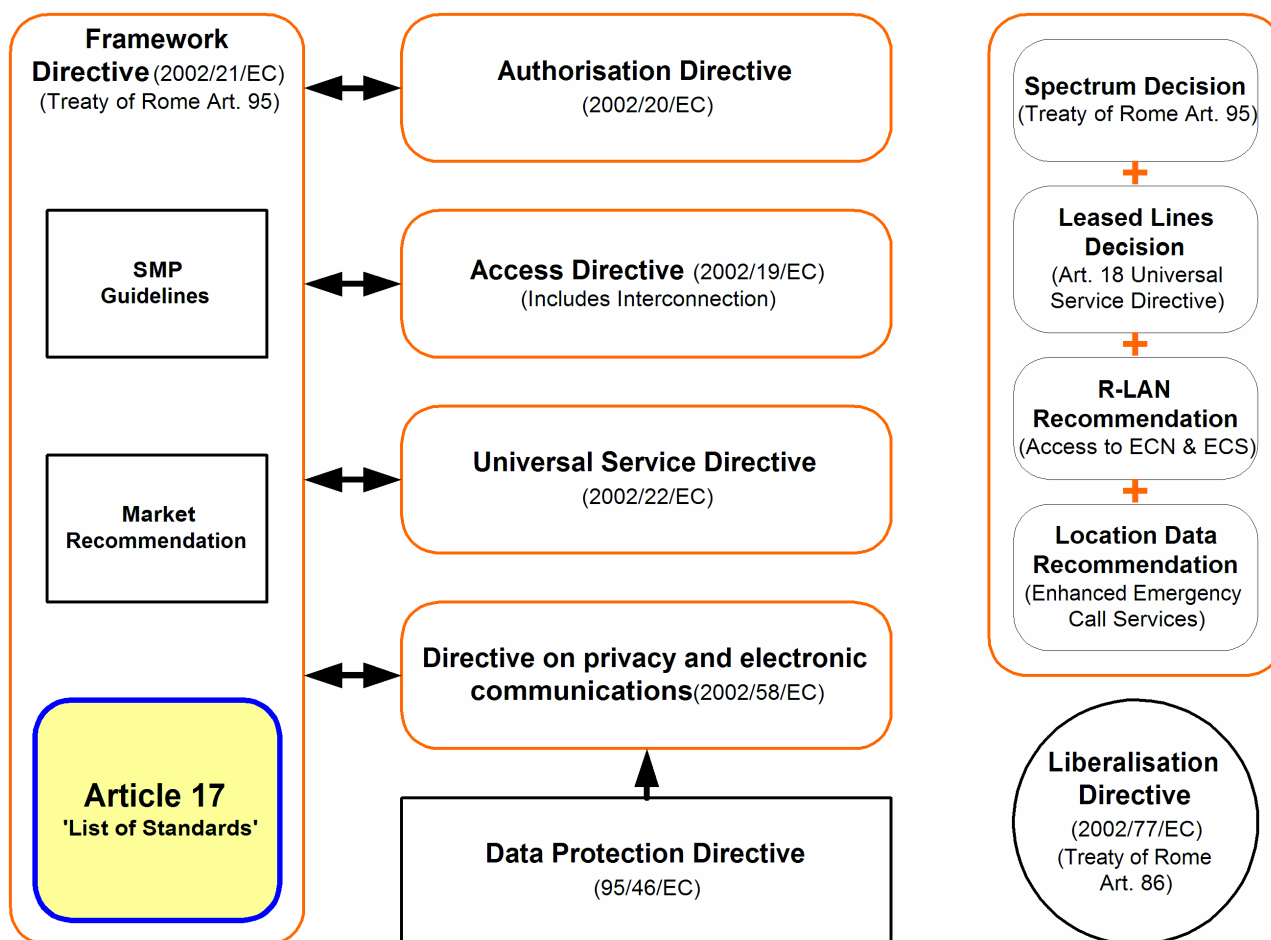 Framework
Directive (2002/21/EC)
(Treaty of Rome Art. 95)
SMP
Guidelines
Market
Recommendation
Article 17
'List of Standards'
Authorisation Directive
(2002/20/EC)
Access Directive (2002/19/EC)
(Includes Interconnection)
Universal Service Directive
(2002/22/EC)
Directive on privacy and electronic
communications(2002/58/EC)
Data Protection Directive
(95/46/EC)
Spectrum Decision
(Treaty of Rome Art. 95)
+
Leased Lines
Decision
(Art. 18 Universal
Service Directive)
+
R-LAN
Recommendation
(Access to ECN & ECS)
+
Location Data
Recommendation
(Enhanced Emergency
Call Services)
Liberalisation
Directive
(2002/77/EC)
(Treaty of Rome
Art. 86)